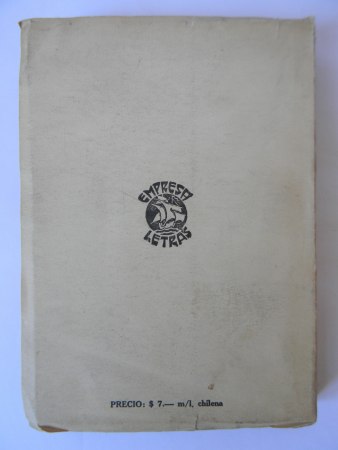 EMPRESA
LETRAS
PRECIO: $ 7.— m/l. chilena